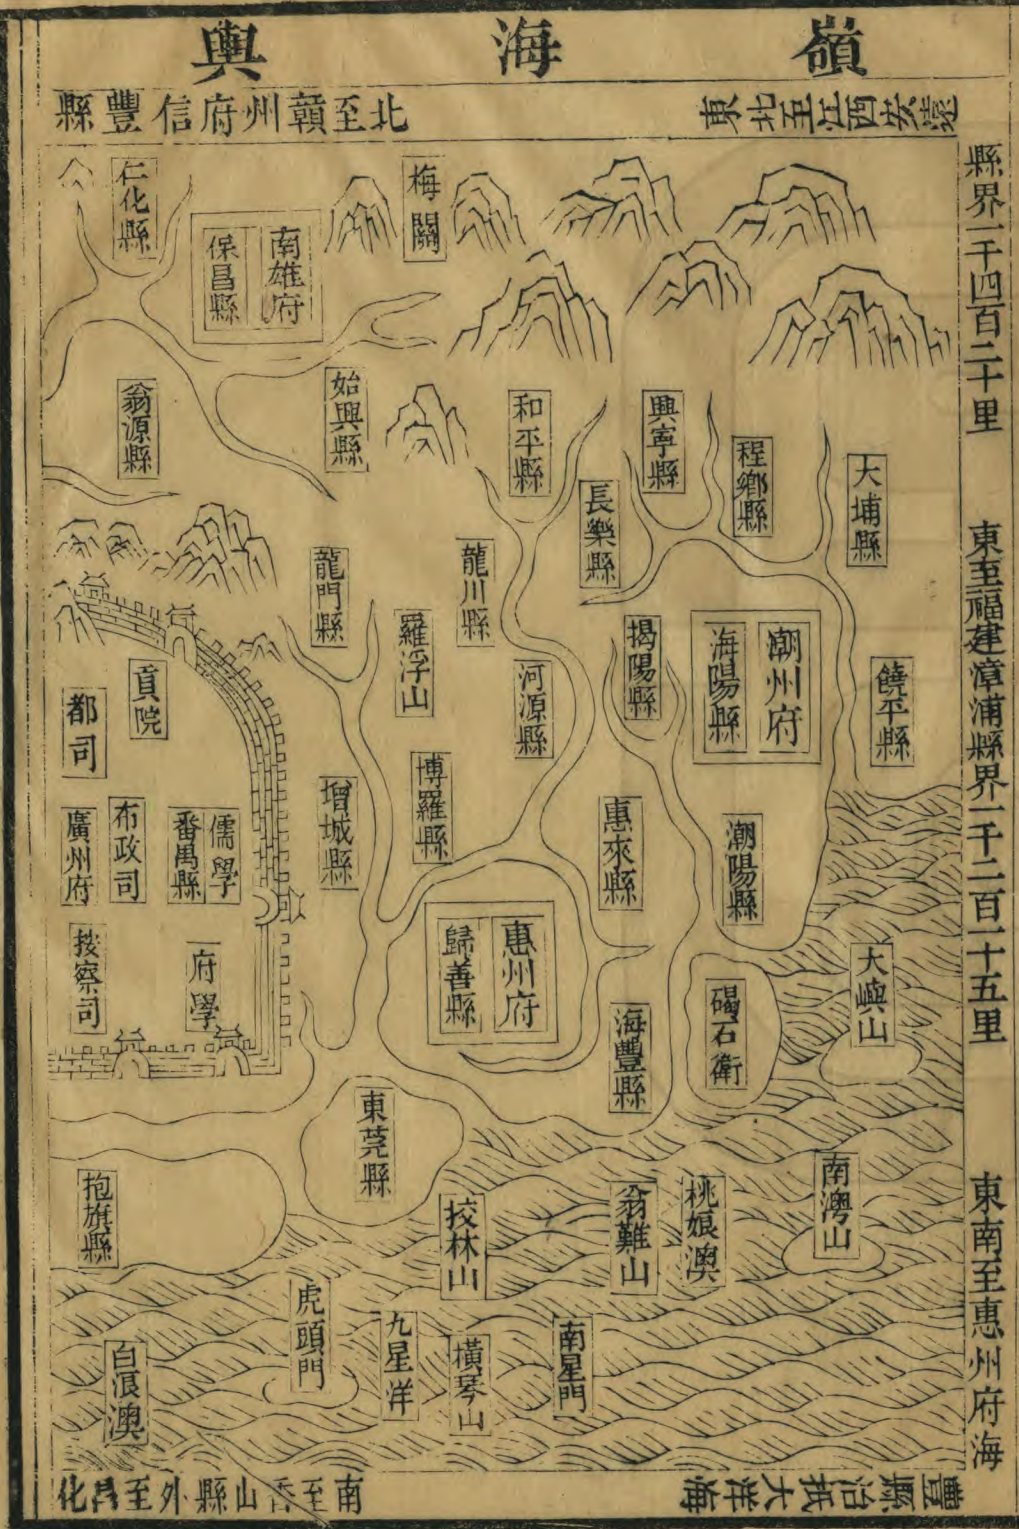 嶺海輿
東北至江西安遠
縣界一千四百二十里
東至福建漳浦縣界一千二百一十五里
東南至惠州府海
豐縣治抵大洋海
北至贛州府信豐縣
南至香山縣外至昌化
仁化縣
南雄府
保昌縣
梅關
翁源縣
始興縣
和平縣
興寧縣
程鄉縣
大埔縣
長樂縣
龍門縣
龍川縣
羅浮山
河源縣
揭陽縣
潮州府
海陽縣
饒平縣
貢院
都司
廣州府
布政司
儒學
番禺縣
按察司
府學
增城縣
博羅縣
惠來縣
潮陽縣
惠州府
歸善縣
海豐縣
碣石衛
大嶼山
東莞縣
抱旗縣
挍林山
翁難山
桃娘澳
南灣山
虎頭門
九星洋
橫琴山
南星門
白浪澳